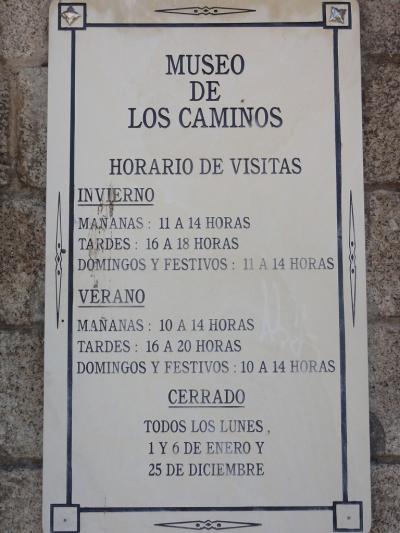 MUSEO
DE
LOS CAMINOS
HORARIO DE VISITAS
INVIERNO
MAÑANAS : 11 A 14 HORAS
TARDES : 16 A 18 HORAS
DOMINGOS Y FESTIVOS : 11 A 14 HORAS
VERANO
MAÑANAS : 10 A 14 HORAS
TARDES : 16 A 20 HORAS
DOMINGOS Y FESTIVOS : 10 A 14 HORAS
CERRADO
TODOS LOS LUNES ,
1 Y 6 DE ENERO Y
25 DE DICIEMBRE